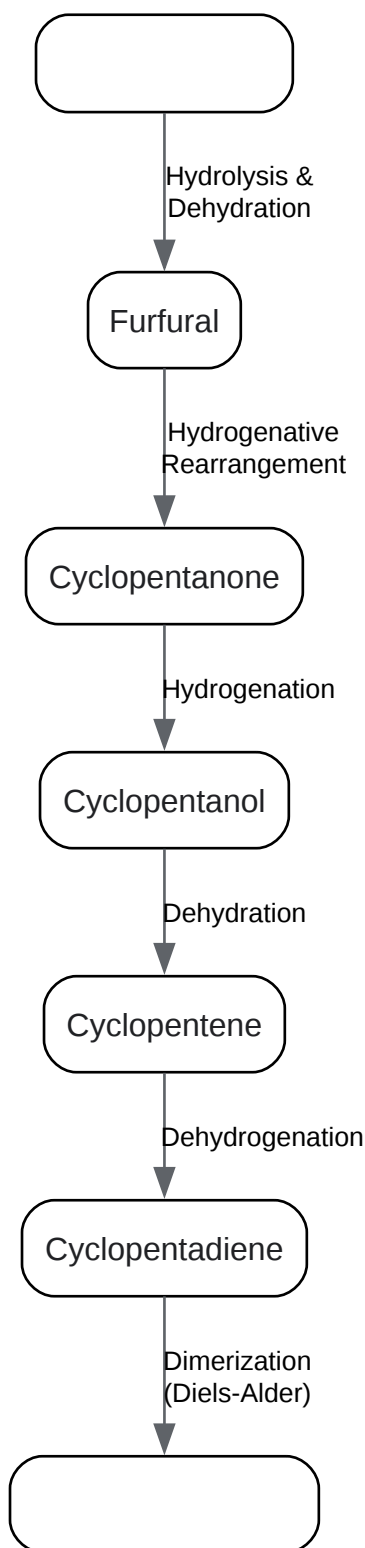 Hydrolysis &
Dehydration
Furfural
Hydrogenative
Rearrangement
Cyclopentanone
Hydrogenation
Cyclopentanol
Dehydration
Cyclopentene
Dehydrogenation
Cyclopentadiene
Dimerization
(Diels-Alder)